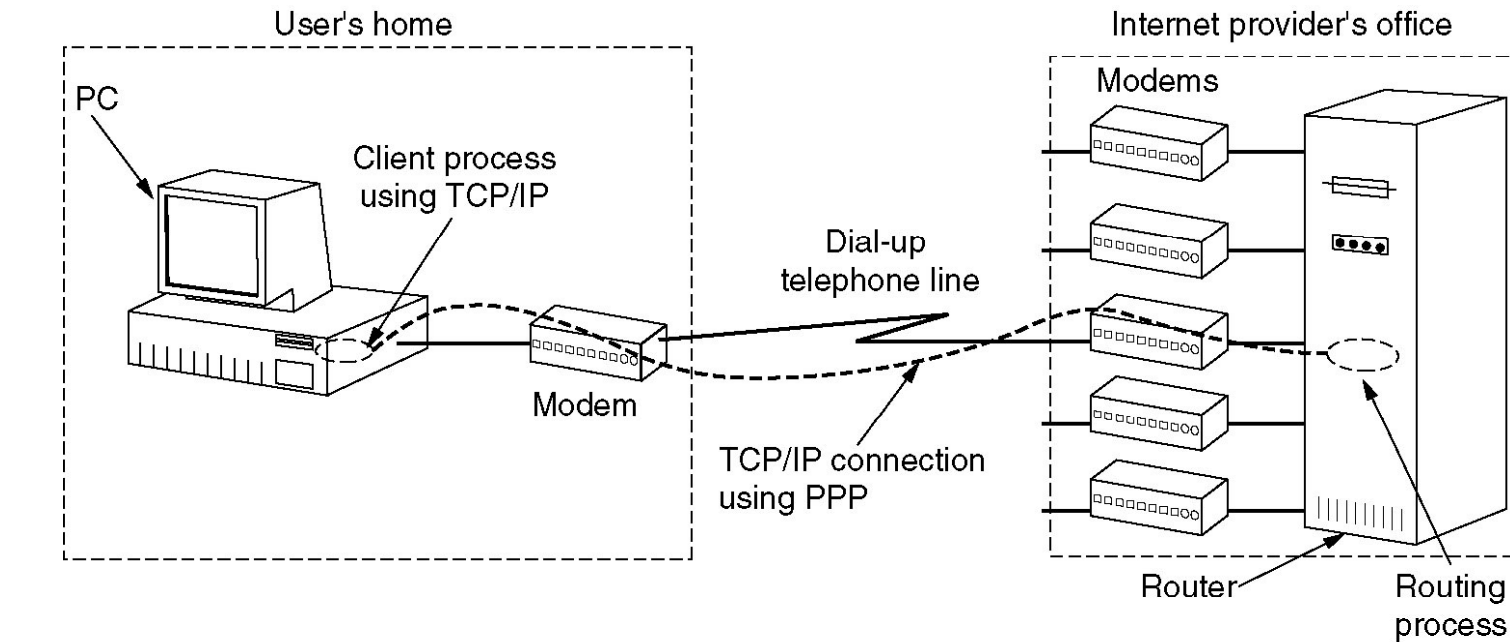 User's home
Internet provider's office
PC
Client process
using TCP/IP
Modem
Dial-up
telephone line
TCP/IP connection
using PPP
Modems
Router
Routing
process